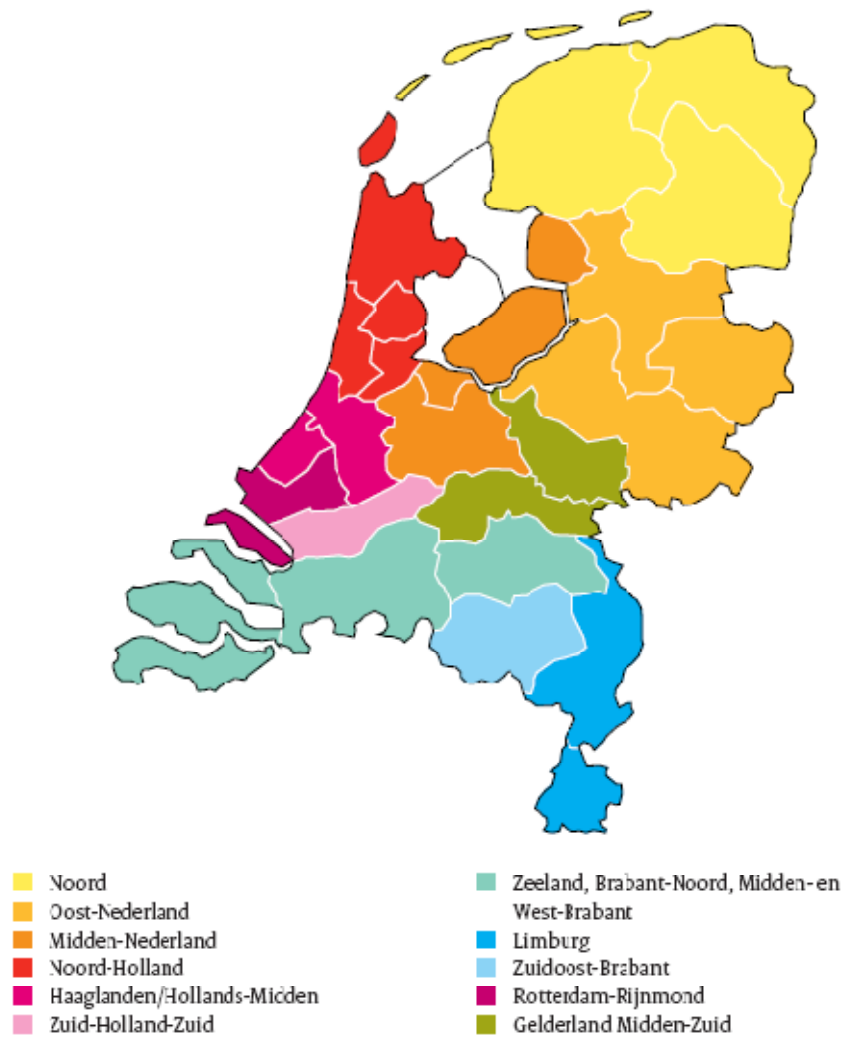 Noord
Oost-Nederland
Midden-Nederland
Noord-Holland
Haaglanden/Hollands-Midden
Zuid-Holland-Zuid
Zeeland, Brabant-Noord, Midden- en
West-Brabant
Limburg
Zuidoost-Brabant
Rotterdam-Rijnmond
Gelderland Midden-Zuid